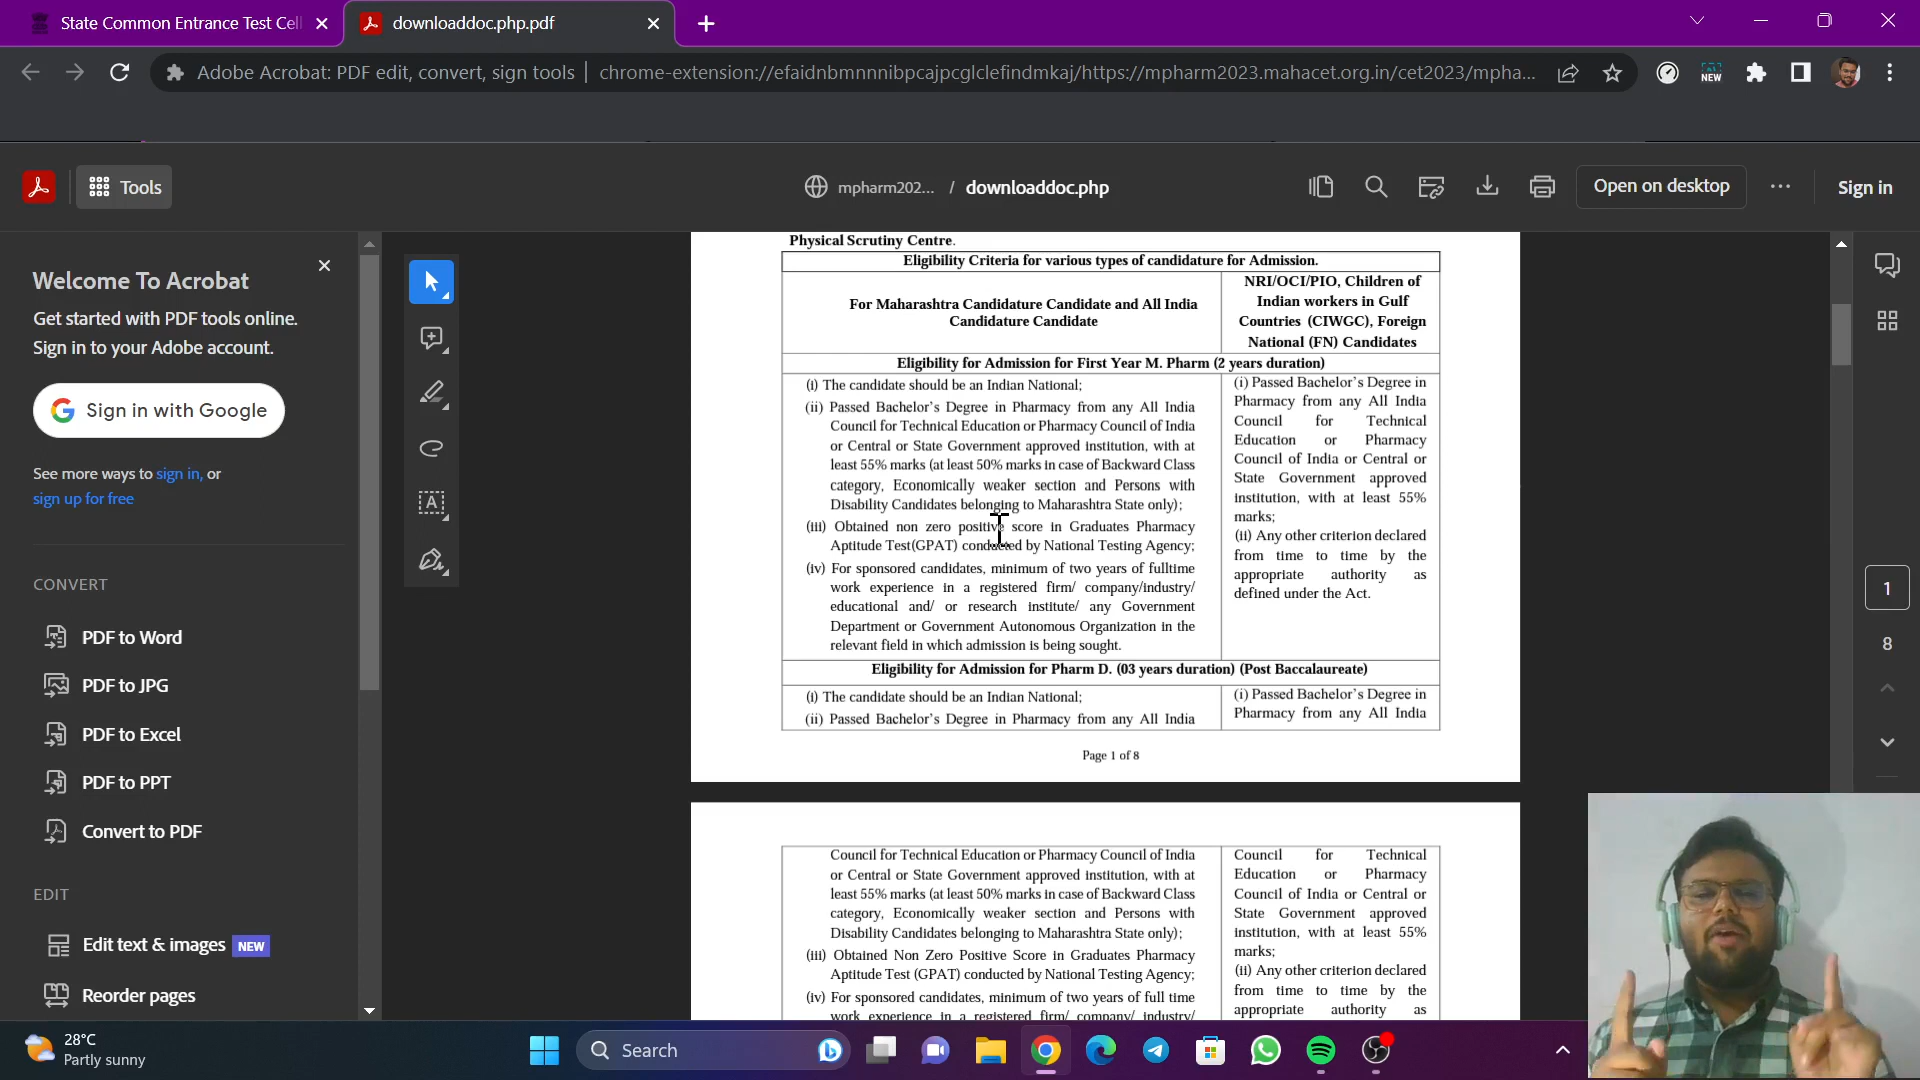 State Common Entrance Test Cell
downloaddoc.php.pdf
Adobe Acrobat: PDF edit, convert, sign tools
chrome-extension://efaidnbmnnnibpcajpcglclefindmkaj/https://mpharm2023.mahacet.org.in/cet2023/mpha...
NEW
Tools
mpharm202... / downloaddoc.php
Open on desktop
Sign in
Welcome To Acrobat
Get started with PDF tools online.
Sign in to your Adobe account.
Sign in with Google
See more ways to sign in, or
sign up for free
CONVERT
PDF to Word
PDF to JPG
PDF to Excel
PDF to PPT
Convert to PDF
EDIT
Edit text & images NEW
Reorder pages
Physical Scrutiny Centre.
Eligibility Criteria for various types of candidature for Admission.
For Maharashtra Candidature Candidate and All India
Candidature Candidate
NRI/OCI/PIO, Children of
Indian workers in Gulf
Countries (CIWGC), Foreign
National (FN) Candidates
Eligibility for Admission for First Year M. Pharm (2 years duration)
(i) The candidate should be an Indian National;
(ii) Passed Bachelor's Degree in Pharmacy from any All India
Council for Technical Education or Pharmacy Council of India
or Central or State Government approved institution, with at
least 55% marks (at least 50% marks in case of Backward Class
category, Economically weaker section and Persons with
Disability Candidates belonging to Maharashtra State only);
(iii) Obtained non zero positive score in Graduates Pharmacy
Aptitude Test(GPAT) conducted by National Testing Agency;
(iv) For sponsored candidates, minimum of two years of fulltime
work experience in a registered firm/ company/industry/
educational and/ or research institute/ any Government
Department or Government Autonomous Organization in the
relevant field in which admission is being sought.
(i) Passed Bachelor's Degree in
Pharmacy from any All India
Council for Technical
Education or Pharmacy
Council of India or Central or
State Government approved
institution, with at least 55%
marks;
(ii) Any other criterion declared
from time to time by the
appropriate authority as
defined under the Act.
Eligibility for Admission for Pharm D. (03 years duration) (Post Baccalaureate)
(i) The candidate should be an Indian National;
(ii) Passed Bachelor's Degree in Pharmacy from any All India
(i) Passed Bachelor's Degree in
Pharmacy from any All India
Page 1 of 8
Council for Technical Education or Pharmacy Council of India
or Central or State Government approved institution, with at
least 55% marks (at least 50% marks in case of Backward Class
category, Economically weaker section and Persons with
Disability Candidates belonging to Maharashtra State only);
(iii) Obtained Non Zero Positive Score in Graduates Pharmacy
Aptitude Test (GPAT) conducted by National Testing Agency;
(iv) For sponsored candidates, minimum of two years of full time
work experience in a registered firm/ company/ industry/
Council for Technical
Education or Pharmacy
Council of India or Central or
State Government approved
institution, with at least 55%
marks;
(ii) Any other criterion declared
from time to time by the
appropriate authority as
1
8
28°C
Partly sunny
Search